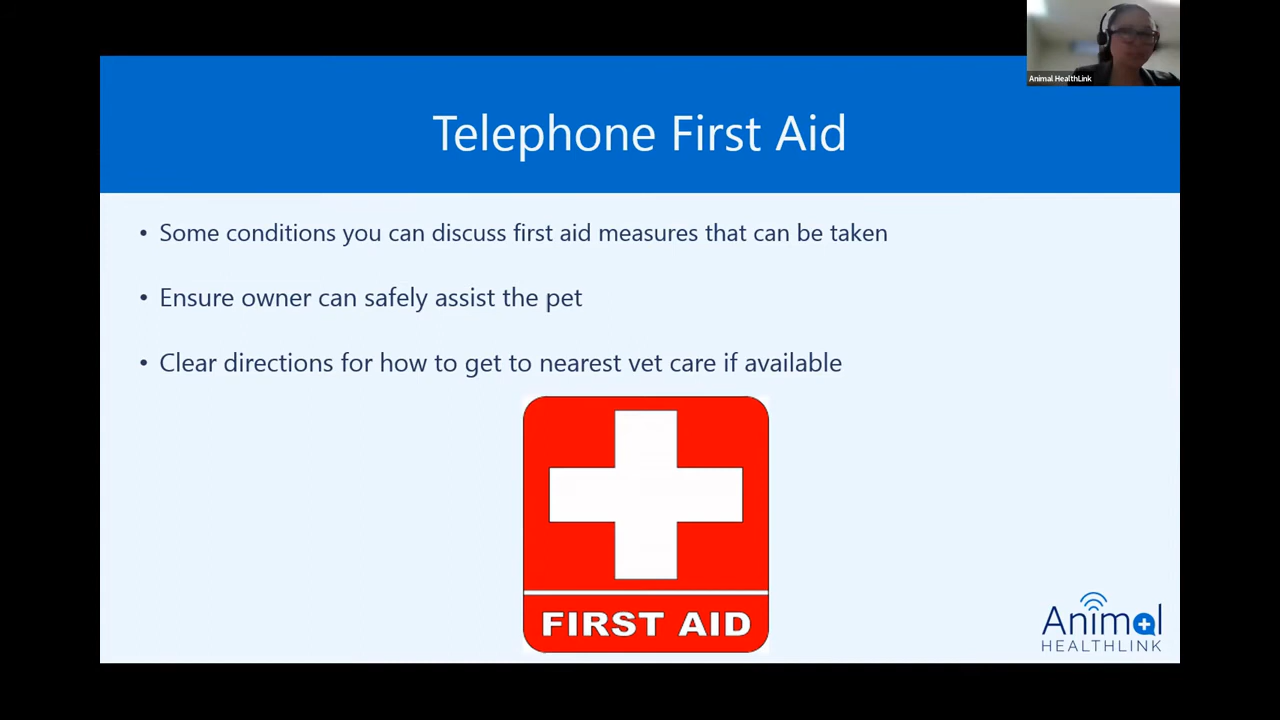 Animal HealthLink
Telephone First Aid
• Some conditions you can discuss first aid measures that can be taken
• Ensure owner can safely assist the pet
• Clear directions for how to get to nearest vet care if available
FIRST AID
Animal
HEALTHLINK